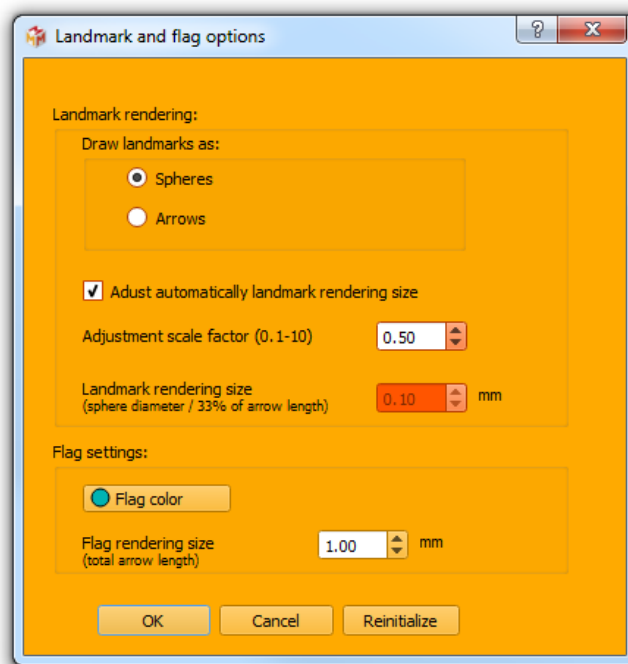 Landmark and flag options
Landmark rendering:
Draw landmarks as:
Spheres
Arrows
Adust automatically landmark rendering size
Adjustment scale factor (0.1-10) 0.50
Landmark rendering size
(sphere diameter / 33% of arrow length) 0.10 mm
Flag settings:
Flag color
Flag rendering size 1.00 mm
(total arrow length)
OK Cancel Reinitialize